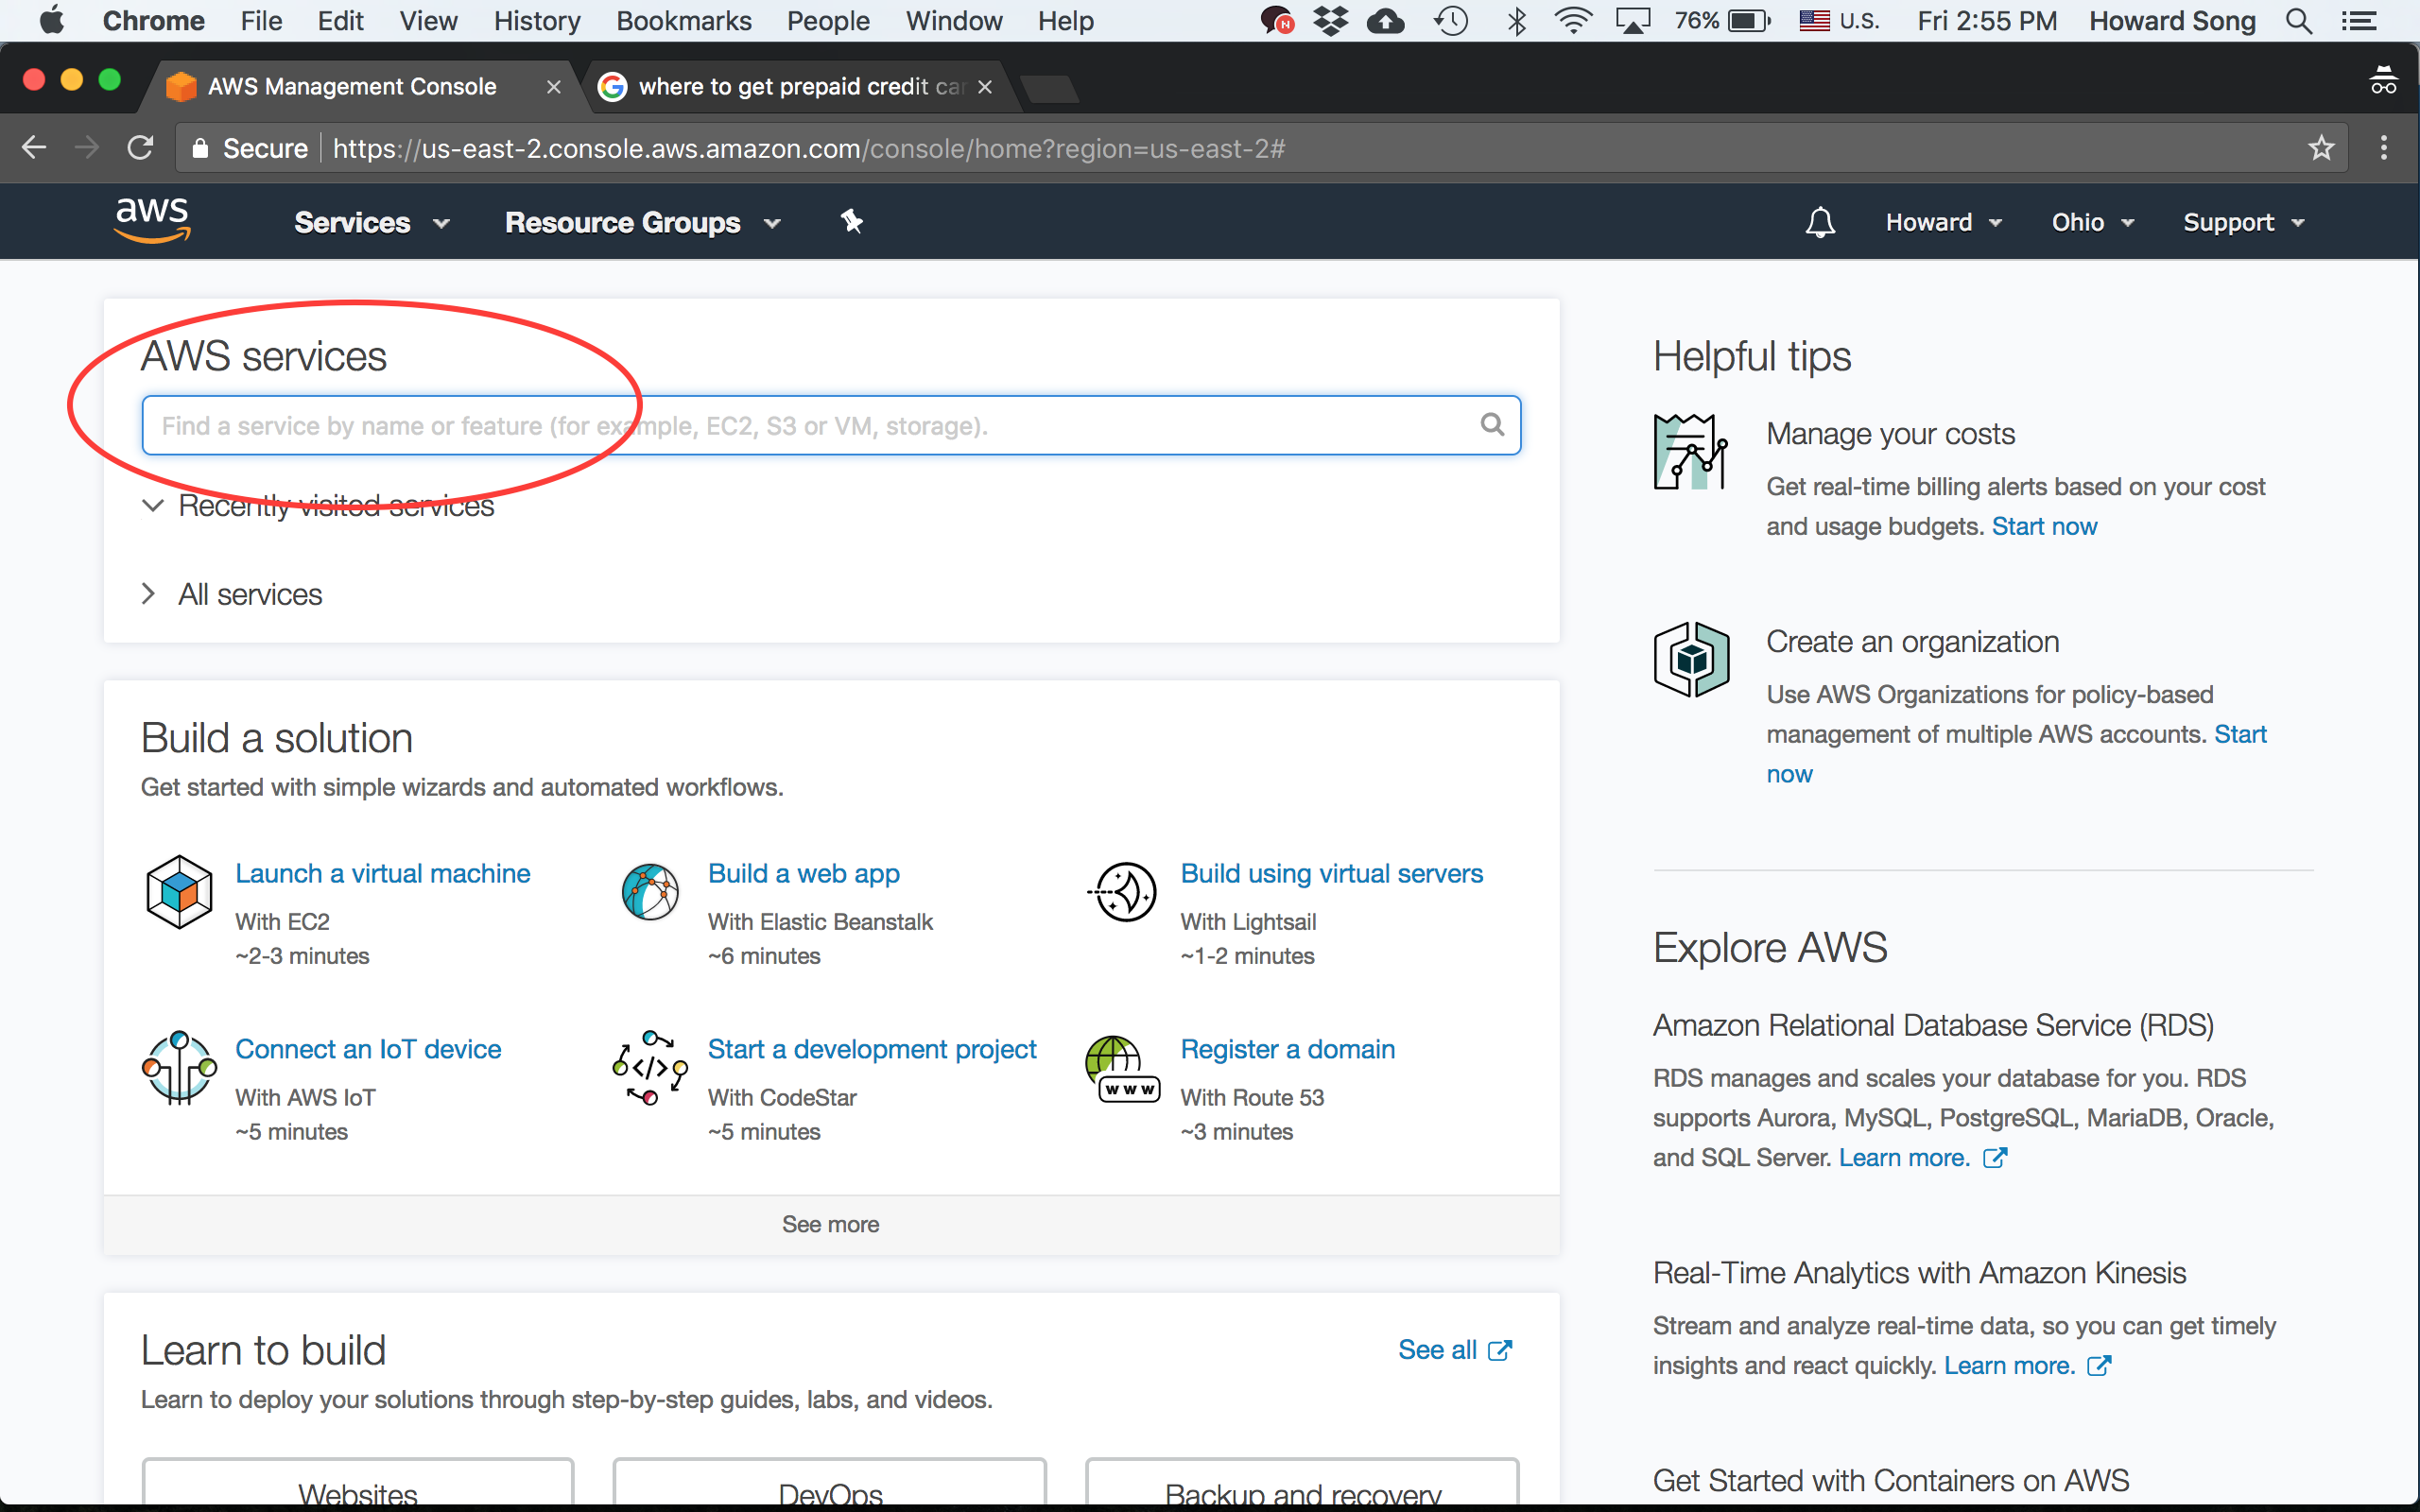 Chrome File Edit View History Bookmarks People Window Help 76% U.S. Fri 2:55 PM Howard Song
AWS Management Console
where to get prepaid credit car
Secure https://us-east-2.console.aws.amazon.com/console/home?region=us-east-2#
aws Services Resource Groups Howard Ohio Support
AWS services
Find a service by name or feature (for example, EC2, S3 or VM, storage).
Recently visited services
All services
Build a solution
Get started with simple wizards and automated workflows.
Launch a virtual machine
With EC2
~2-3 minutes
Build a web app
With Elastic Beanstalk
~6 minutes
Build using virtual servers
With Lightsail
~1-2 minutes
Connect an IoT device
With AWS IoT
~5 minutes
Start a development project
With CodeStar
~5 minutes
www
Register a domain
With Route 53
~3 minutes
See more
Learn to build
See all
Learn to deploy your solutions through step-by-step guides, labs, and videos.
Websites
DevOps
Backup and recovery
Helpful tips
Manage your costs
Get real-time billing alerts based on your cost
and usage budgets. Start now
Create an organization
Use AWS Organizations for policy-based
management of multiple AWS accounts. Start
now
Explore AWS
Amazon Relational Database Service (RDS)
RDS manages and scales your database for you. RDS
supports Aurora, MySQL, PostgreSQL, MariaDB, Oracle,
and SQL Server. Learn more.
Real-Time Analytics with Amazon Kinesis
Stream and analyze real-time data, so you can get timely
insights and react quickly. Learn more.
Get Started with Containers on AWS